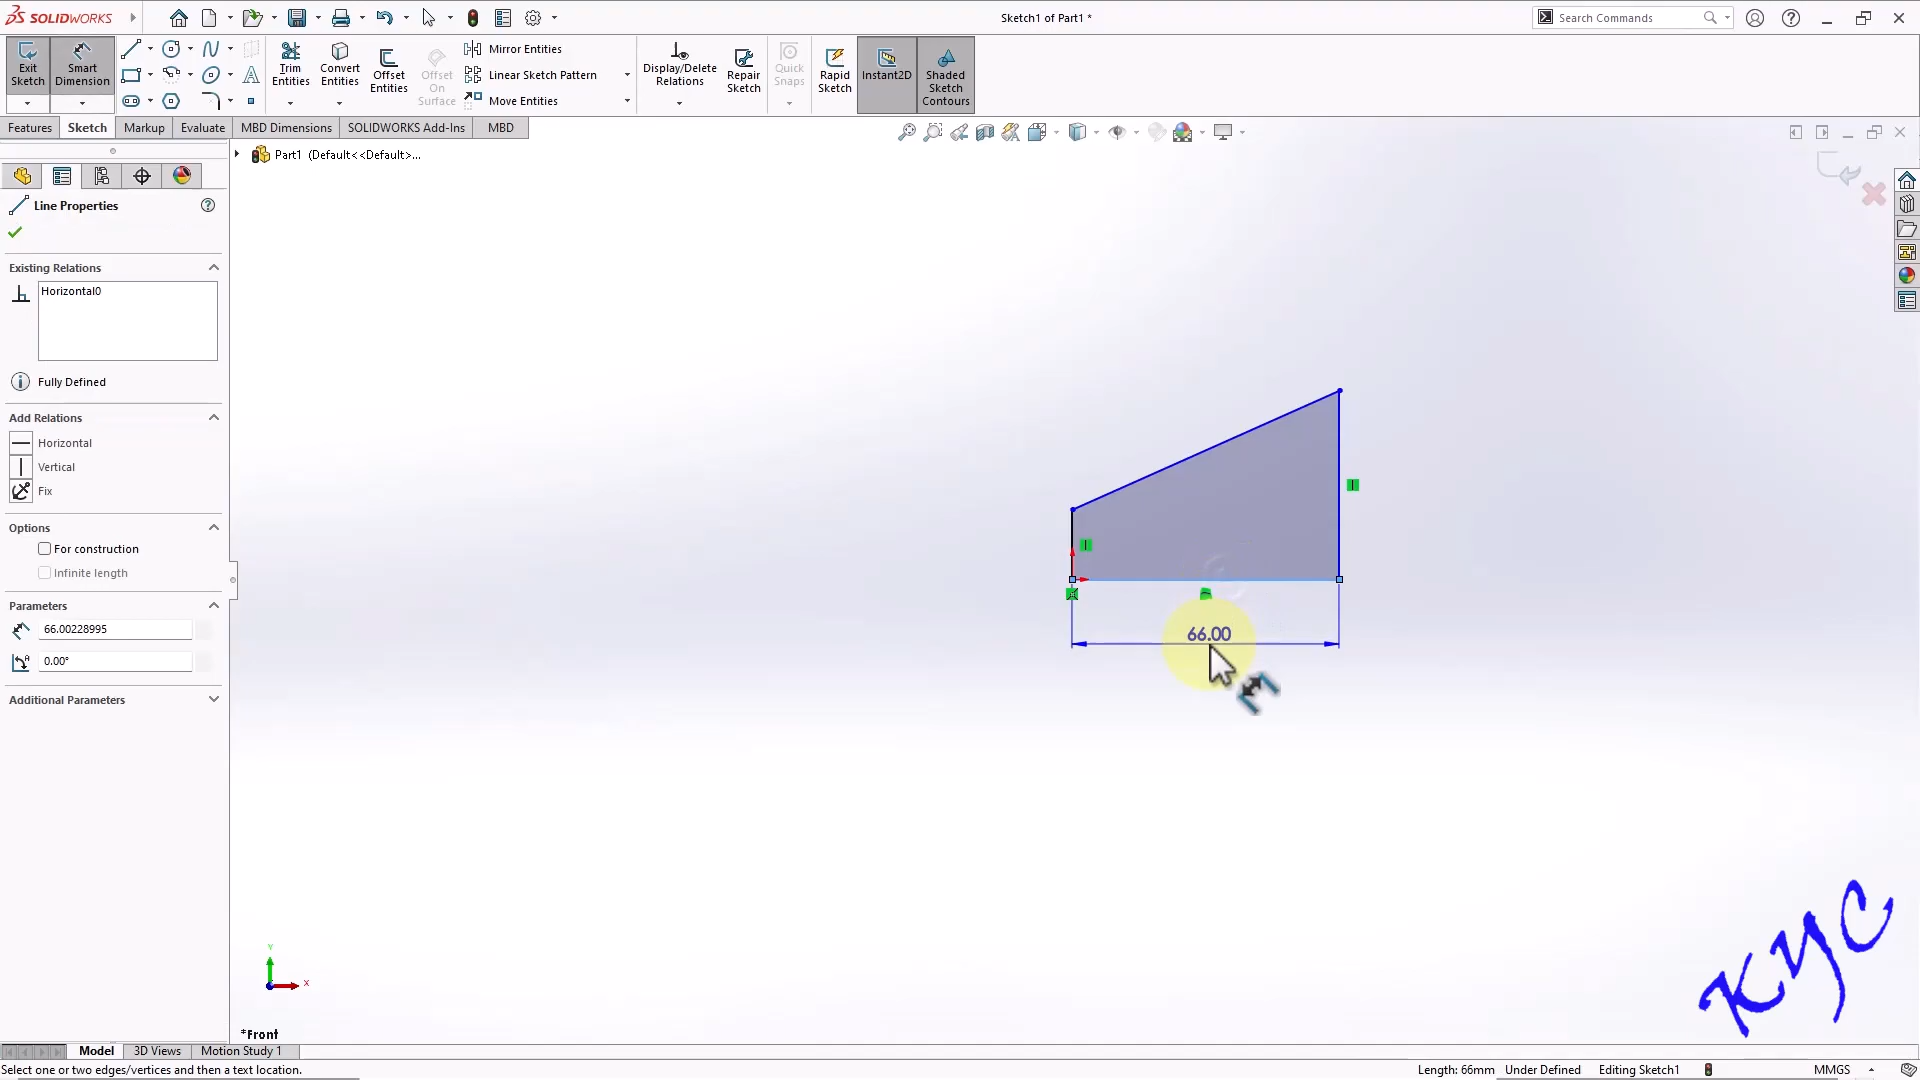 SOLIDWORKS
Sketch1 of Part1 *
Search Commands
Exit Sketch
Smart Dimension
Trim Entities
Convert Entities
Offset Entities
Offset On Surface
Mirror Entities
Linear Sketch Pattern
Move Entities
Display/Delete Relations
Repair Sketch
Quick Snaps
Rapid Sketch
Instant2D
Shaded Sketch Contours
Features
Sketch
Markup
Evaluate
MBD Dimensions
SOLIDWORKS Add-Ins
MBD
Part1 (Default<<Default>...
Line Properties
Existing Relations
Horizontal0
Fully Defined
Add Relations
Horizontal
Vertical
Fix
Options
For construction
Infinite length
Parameters
66.00228995
0.00°
Additional Parameters
66.00
Y
X
*Front
KYC
Model
3D Views
Motion Study 1
Select one or two edges/vertices and then a text location.
Length: 66mm
Under Defined
Editing Sketch1
MMGS